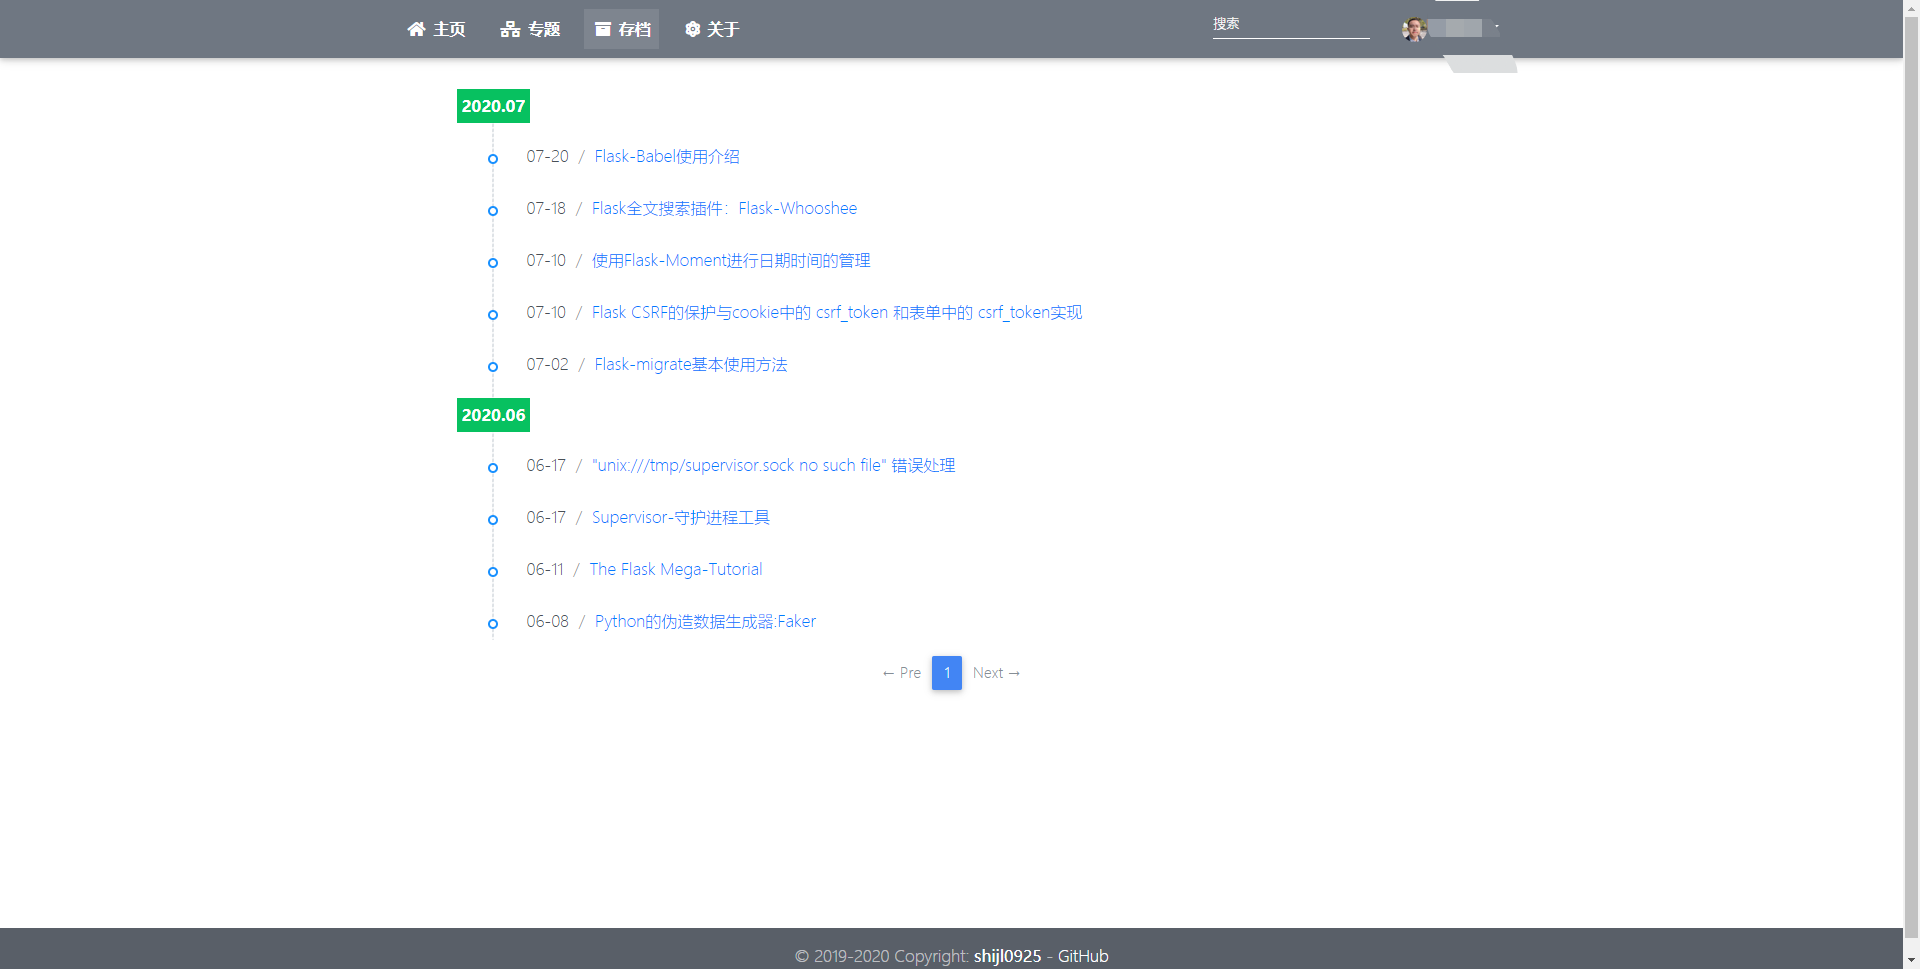 主页 专题 存档 关于 搜索
2020.07
07-20 / Flask-Babel使用介绍
07-18 / Flask全文搜索插件：Flask-Whooshee
07-10 / 使用Flask-Moment进行日期时间的管理
07-10 / Flask CSRF的保护与cookie中的 csrf_token 和表单中的 csrf_token实现
07-02 / Flask-migrate基本使用方法
2020.06
06-17 / "unix:///tmp/supervisor.sock no such file" 错误处理
06-17 / Supervisor-守护进程工具
06-11 / The Flask Mega-Tutorial
06-08 / Python的伪造数据生成器:Faker
← Pre 1 Next →
© 2019-2020 Copyright: shijl0925 - GitHub